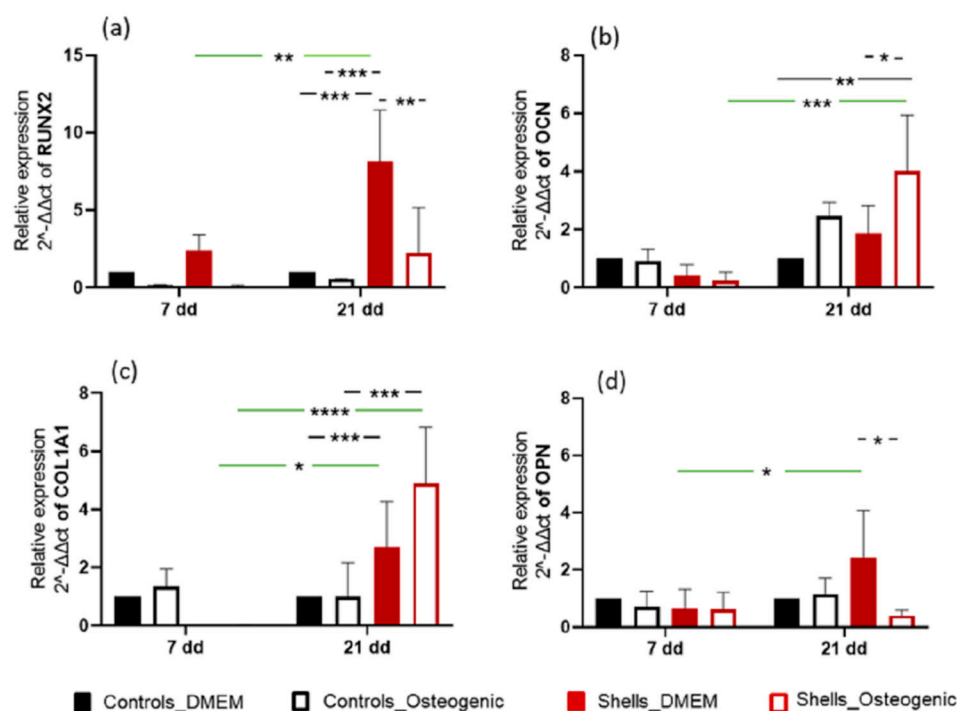 (a)
Relative expression
2^-ΔΔct of RUNX2
15
10
5
0
**
***
***
**
7 dd
21 dd
(b)
Relative expression
2^-ΔΔct of OCN
8
6
4
2
0
*
**
***
7 dd
21 dd
(c)
Relative expression
2^-ΔΔct of COL1A1
8
6
4
2
0
***
****
***
*
7 dd
21 dd
(d)
Relative expression
2^-ΔΔct of OPN
8
6
4
2
0
*
*
7 dd
21 dd
Controls_DMEM Controls_Osteogenic Shells_DMEM Shells_Osteogenic